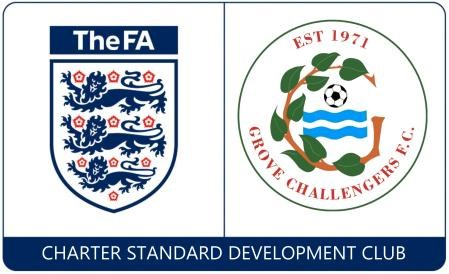 TheFA
EST 1971
GROVE CHALLENGERS F.C.
CHARTER STANDARD DEVELOPMENT CLUB